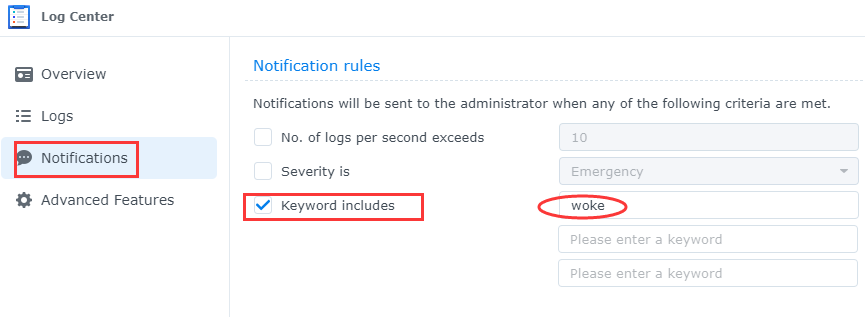 Log Center
Overview
Logs
Notifications
Advanced Features
Notification rules
Notifications will be sent to the administrator when any of the following criteria are met.
No. of logs per second exceeds 10
Severity is Emergency
Keyword includes woke
Please enter a keyword
Please enter a keyword